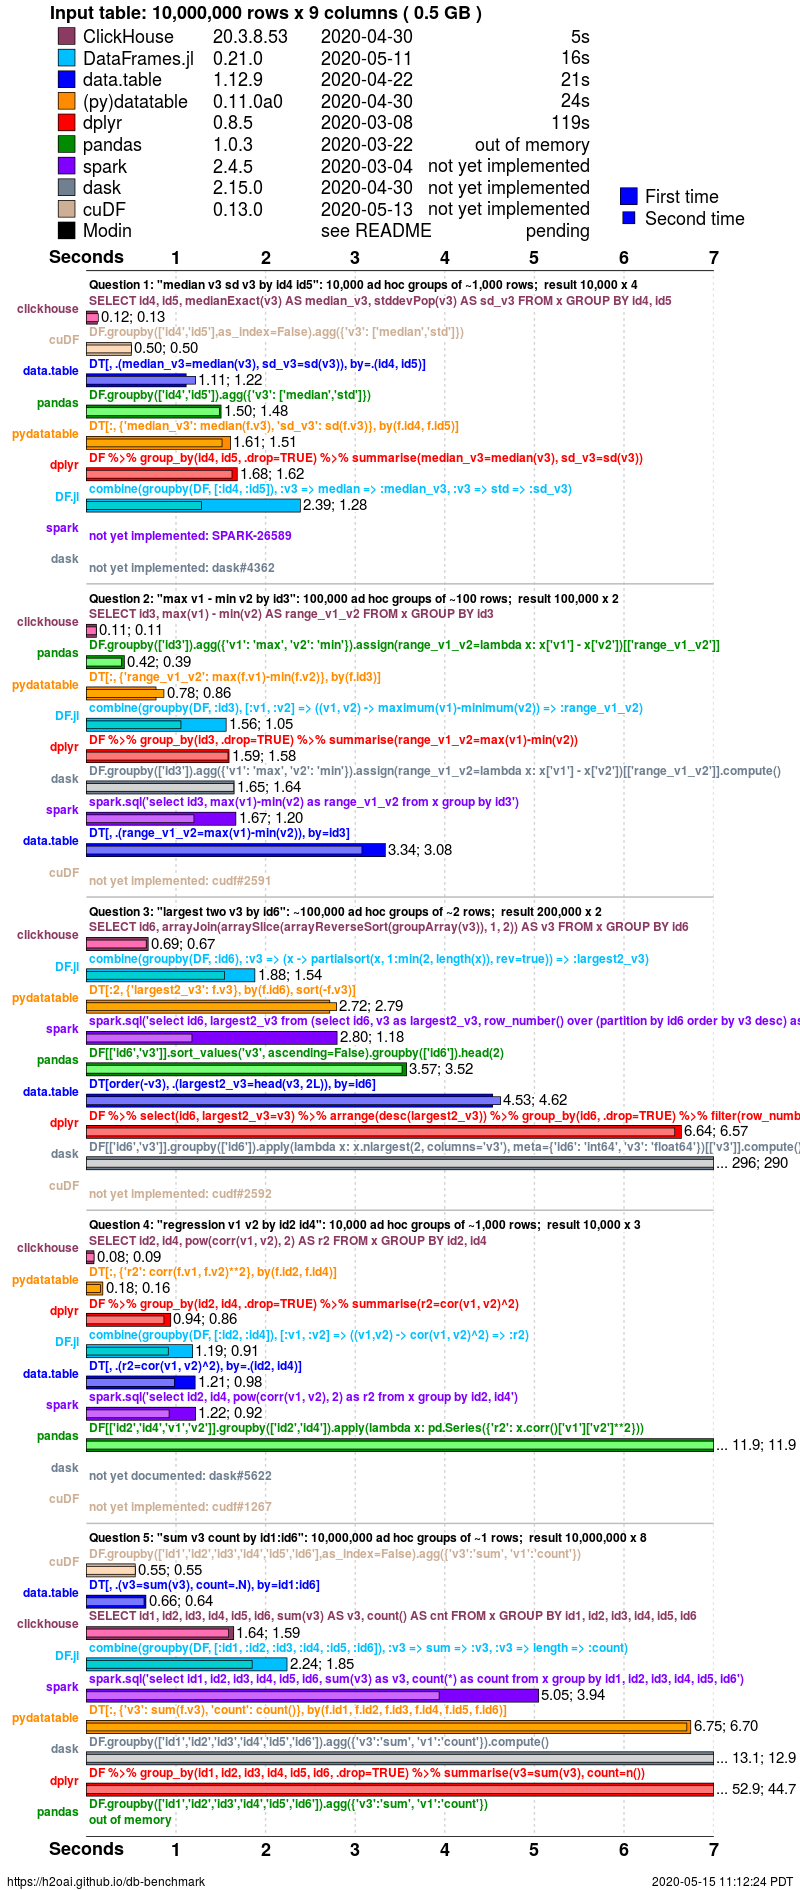 Input table: 10,000,000 rows x 9 columns ( 0.5 GB )
ClickHouse 20.3.8.53 2020-04-30 5s
DataFrames.jl 0.21.0 2020-05-11 16s
data.table 1.12.9 2020-04-22 21s
(py)datatable 0.11.0a0 2020-04-30 24s
dplyr 0.8.5 2020-03-08 119s
pandas 1.0.3 2020-03-22 out of memory
spark 2.4.5 2020-03-04 not yet implemented
dask 2.15.0 2020-04-30 not yet implemented
cuDF 0.13.0 2020-05-13 not yet implemented
Modin see README pending
First time
Second time
Seconds 1 2 3 4 5 6 7
Question 1: "median v3 sd v3 by id4 id5": 10,000 ad hoc groups of ~1,000 rows; result 10,000 x 4
SELECT id4, id5, medianExact(v3) AS median_v3, stddevPop(v3) AS sd_v3 FROM x GROUP BY id4, id5
clickhouse 0.12; 0.13
DF.groupby(['id4','id5'],as_index=False).agg({'v3': ['median','std']})
cuDF 0.50; 0.50
DT[, .(median_v3=median(v3), sd_v3=sd(v3)), by=.(id4, id5)]
data.table 1.11; 1.22
DF.groupby(['id4','id5']).agg({'v3': ['median','std']})
pandas 1.50; 1.48
DT[:, {'median_v3': median(f.v3), 'sd_v3': sd(f.v3)}, by(f.id4, f.id5)]
pydatatable 1.61; 1.51
DF %>% group_by(id4, id5, .drop=TRUE) %>% summarise(median_v3=median(v3), sd_v3=sd(v3))
dplyr 1.68; 1.62
combine(groupby(DF, [:id4, :id5]), :v3 => median => :median_v3, :v3 => std => :sd_v3)
DF.jl 2.39; 1.28
spark not yet implemented: SPARK-26589
dask not yet implemented: dask#4362
Question 2: "max v1 - min v2 by id3": 100,000 ad hoc groups of ~100 rows; result 100,000 x 2
SELECT id3, max(v1) - min(v2) AS range_v1_v2 FROM x GROUP BY id3
clickhouse 0.11; 0.11
DF.groupby(['id3']).agg({'v1': 'max', 'v2': 'min'}).assign(range_v1_v2=lambda x: x['v1'] - x['v2'])[['range_v1_v2']]
pandas 0.42; 0.39
DT[:, {'range_v1_v2': max(f.v1)-min(f.v2)}, by(f.id3)]
pydatatable 0.78; 0.86
combine(groupby(DF, :id3), [:v1, :v2] => ((v1, v2) -> maximum(v1)-minimum(v2)) => :range_v1_v2)
DF.jl 1.56; 1.05
DF %>% group_by(id3, .drop=TRUE) %>% summarise(range_v1_v2=max(v1)-min(v2))
dplyr 1.59; 1.58
DF.groupby(['id3']).agg({'v1': 'max', 'v2': 'min'}).assign(range_v1_v2=lambda x: x['v1'] - x['v2'])[['range_v1_v2']].compute()
dask 1.65; 1.64
spark.sql('select id3, max(v1)-min(v2) as range_v1_v2 from x group by id3')
spark 1.67; 1.20
DT[, .(range_v1_v2=max(v1)-min(v2)), by=id3]
data.table 3.34; 3.08
cuDF not yet implemented: cudf#2591
Question 3: "largest two v3 by id6": ~100,000 ad hoc groups of ~2 rows; result 200,000 x 2
SELECT id6, arrayJoin(arraySlice(arrayReverseSort(groupArray(v3)), 1, 2)) AS v3 FROM x GROUP BY id6
clickhouse 0.69; 0.67
combine(groupby(DF, :id6), :v3 => (x -> partialsort(x, 1:min(2, length(x)), rev=true)) => :largest2_v3)
DF.jl 1.88; 1.54
DT[:2, {'largest2_v3': f.v3}, by(f.id6), sort(-f.v3)]
pydatatable 2.72; 2.79
spark.sql('select id6, largest2_v3 from (select id6, v3 as largest2_v3, row_number() over (partition by id6 order by v3 desc) as
spark 2.80; 1.18
DF[['id6','v3']].sort_values('v3', ascending=False).groupby(['id6']).head(2)
pandas 3.57; 3.52
DT[order(-v3), .(largest2_v3=head(v3, 2L)), by=id6]
data.table 4.53; 4.62
DF %>% select(id6, largest2_v3=v3) %>% arrange(desc(largest2_v3)) %>% group_by(id6, .drop=TRUE) %>% filter(row_numb
dplyr 6.64; 6.57
DF[['id6','v3']].groupby(['id6']).apply(lambda x: x.nlargest(2, columns='v3'), meta={'id6': 'int64', 'v3': 'float64'})[['v3']].compute()
dask ... 296; 290
cuDF not yet implemented: cudf#2592
Question 4: "regression v1 v2 by id2 id4": 10,000 ad hoc groups of ~1,000 rows; result 10,000 x 3
SELECT id2, id4, pow(corr(v1, v2), 2) AS r2 FROM x GROUP BY id2, id4
clickhouse 0.08; 0.09
DT[:, {'r2': corr(f.v1, f.v2)**2}, by(f.id2, f.id4)]
pydatatable 0.18; 0.16
DF %>% group_by(id2, id4, .drop=TRUE) %>% summarise(r2=cor(v1, v2)^2)
dplyr 0.94; 0.86
combine(groupby(DF, [:id2, :id4]), [:v1, :v2] => ((v1,v2) -> cor(v1, v2)^2) => :r2)
DF.jl 1.19; 0.91
DT[, .(r2=cor(v1, v2)^2), by=.(id2, id4)]
data.table 1.21; 0.98
spark.sql('select id2, id4, pow(corr(v1, v2), 2) as r2 from x group by id2, id4')
spark 1.22; 0.92
DF[['id2','id4','v1','v2']].groupby(['id2','id4']).apply(lambda x: pd.Series({'r2': x.corr()['v1']['v2']**2}))
pandas ... 11.9; 11.9
dask not yet documented: dask#5622
cuDF not yet implemented: cudf#1267
Question 5: "sum v3 count by id1:id6": 10,000,000 ad hoc groups of ~1 rows; result 10,000,000 x 8
DF.groupby(['id1','id2','id3','id4','id5','id6'],as_index=False).agg({'v3':'sum', 'v1':'count'})
cuDF 0.55; 0.55
DT[, .(v3=sum(v3), count=.N), by=id1:id6]
data.table 0.66; 0.64
SELECT id1, id2, id3, id4, id5, id6, sum(v3) AS v3, count() AS cnt FROM x GROUP BY id1, id2, id3, id4, id5, id6
clickhouse 1.64; 1.59
combine(groupby(DF, [:id1, :id2, :id3, :id4, :id5, :id6]), :v3 => sum => :v3, :v3 => length => :count)
DF.jl 2.24; 1.85
spark.sql('select id1, id2, id3, id4, id5, id6, sum(v3) as v3, count(*) as count from x group by id1, id2, id3, id4, id5, id6')
spark 5.05; 3.94
DT[:, {'v3': sum(f.v3), 'count': count()}, by(f.id1, f.id2, f.id3, f.id4, f.id5, f.id6)]
pydatatable 6.75; 6.70
DF.groupby(['id1','id2','id3','id4','id5','id6']).agg({'v3':'sum', 'v1':'count'}).compute()
dask ... 13.1; 12.9
DF %>% group_by(id1, id2, id3, id4, id5, id6, .drop=TRUE) %>% summarise(v3=sum(v3), count=n())
dplyr ... 52.9; 44.7
DF.groupby(['id1','id2','id3','id4','id5','id6']).agg({'v3':'sum', 'v1':'count'})
pandas out of memory
Seconds 1 2 3 4 5 6 7
https://h2oai.github.io/db-benchmark 2020-05-15 11:12:24 PDT